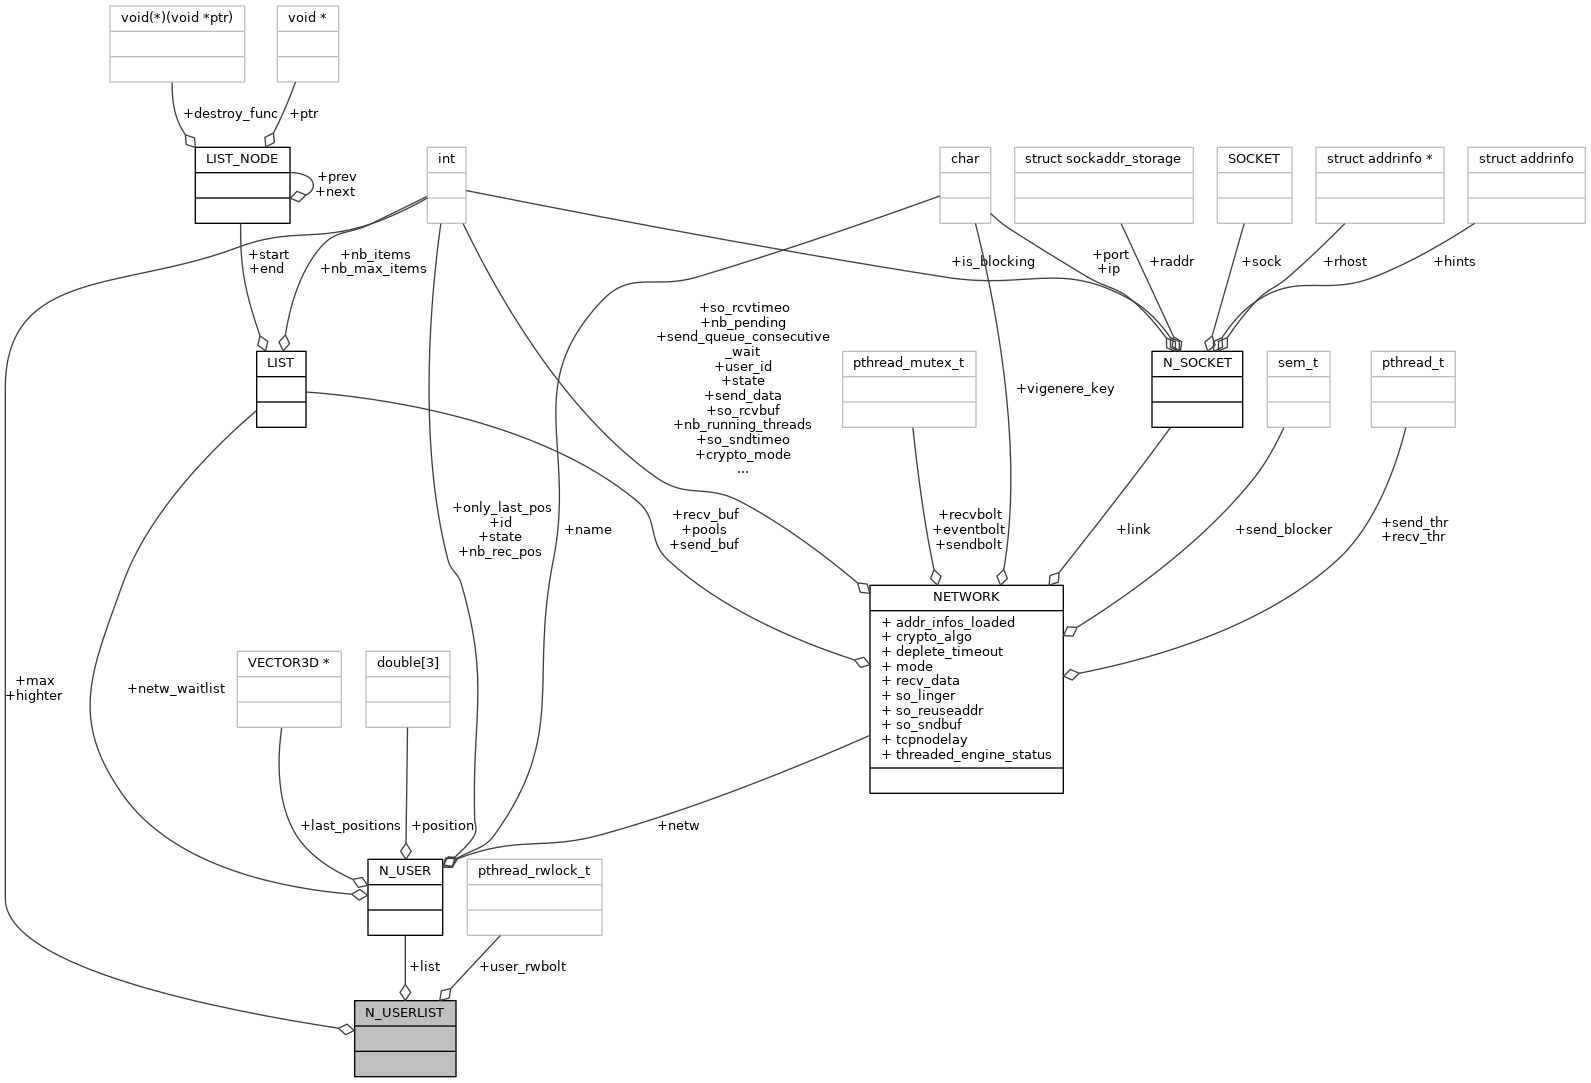 void(*)(void *ptr)
void *
+destroy_func
+ptr
LIST_NODE
+prev
+next
int
char
struct sockaddr_storage
SOCKET
struct addrinfo *
struct addrinfo
+start
+end
+nb_items
+nb_max_items
+is_blocking
+port
+ip
+raddr
+sock
+rhost
+hints
+so_rcvtimeo
+nb_pending
+send_queue_consecutive
_wait
+user_id
+state
+send_data
+so_rcvbuf
+nb_running_threads
+so_sndtimeo
+crypto_mode
...
LIST
pthread_mutex_t
+vigenere_key
N_SOCKET
sem_t
pthread_t
+only_last_pos
+id
+state
+nb_rec_pos
+name
+recv_buf
+pools
+send_buf
+recvbolt
+eventbolt
+sendbolt
+link
+send_blocker
+send_thr
+recv_thr
NETWORK
+ addr_infos_loaded
+ crypto_algo
+ deplete_timeout
+ mode
+ recv_data
+ so_linger
+ so_reuseaddr
+ so_sndbuf
+ tcpnodelay
+ threaded_engine_status
+max
+highter
+netw_waitlist
VECTOR3D *
double[3]
+last_positions
+position
+netw
N_USER
pthread_rwlock_t
+list
+user_rwbolt
N_USERLIST